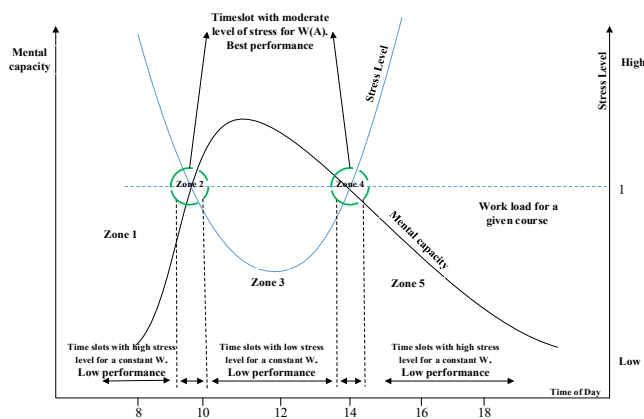 Timeslot with moderate
level of stress for W(A).
Best performance
Mental
capacity
Stress Level
High
Stress Level
Zone 2
Zone 4
1
Work load for a
given course
Zone 1
Mental capacity
Zone 3
Zone 5
Time slots with high stress
level for a constant W.
Low performance
Time slots with low stress
level for a constant W.
Low performance
Time slots with high stress
level for a constant W.
Low performance
Low
Time of Day
8
10
12
14
16
18